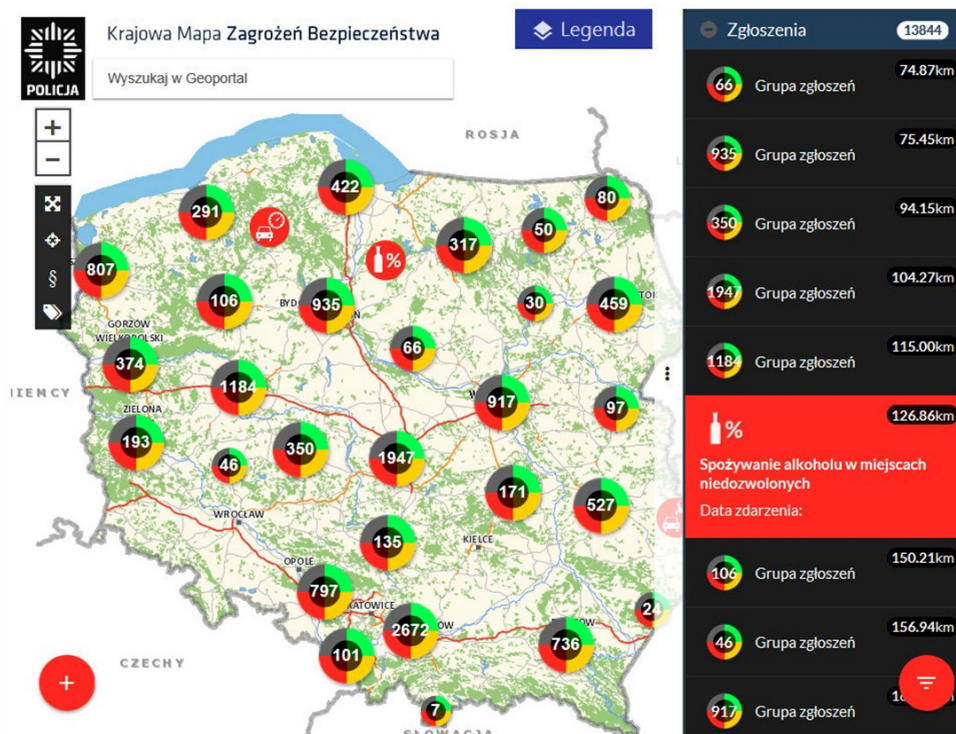 POLICJA
Krajowa Mapa Zagrożeń Bezpieczeństwa
Legenda
Wyszukaj w Geoportal
+
−
§
ROSJA
422
80
291
50
317
%
807
106
935
30
459
BYD
GORZÓW
WIELKOPOLSKI
66
374
1184
917
97
IEMCY
ZIELONA
193
46
350
1947
171
527
WROCŁAW
135
KIELCE
OPOLE
797
KATOWICE
2672
ÓW
24
101
736
CZECHY
+
7
SŁOWACJA
Zgłoszenia
13844
74.87km
66
Grupa zgłoszeń
75.45km
935
Grupa zgłoszeń
94.15km
350
Grupa zgłoszeń
104.27km
1947
Grupa zgłoszeń
115.00km
1184
Grupa zgłoszeń
126.86km
%
Spożywanie alkoholu w miejscach
niedozwolonych
Data zdarzenia:
150.21km
106
Grupa zgłoszeń
156.94km
46
Grupa zgłoszeń
917
Grupa zgłoszeń